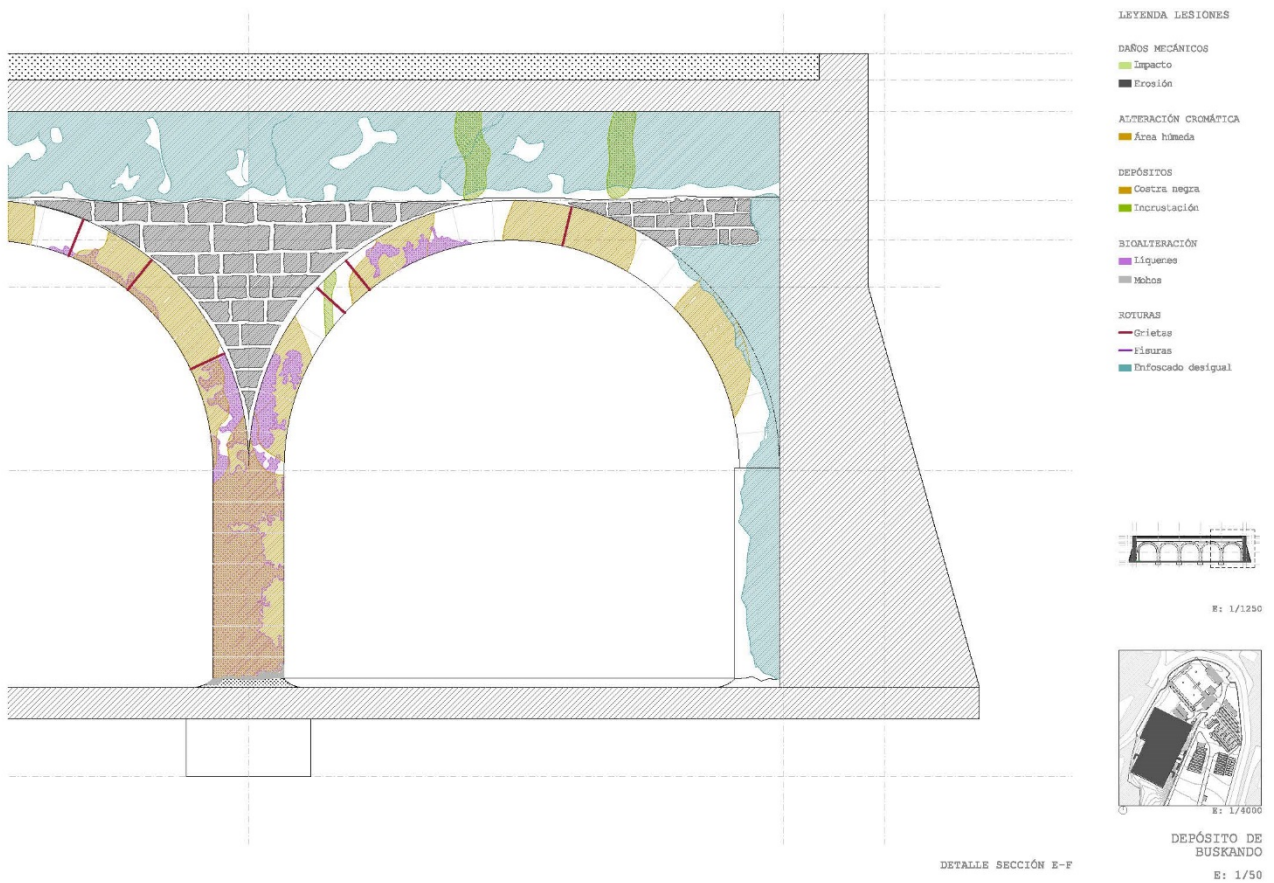 LEYENDA LESIONES
DAÑOS MECÁNICOS
Impacto
Erosión
ALTERACIÓN CROMÁTICA
Área húmeda
DEPÓSITOS
Costra negra
Incrustación
BIOALTERACIÓN
Líquenes
Mohos
ROTURAS
Grietas
Fisuras
Enfoscado desigual
E: 1/1250
E: 1/4000
DEPÓSITO DE
BUSKANDO
E: 1/50
DETALLE SECCIÓN E-F